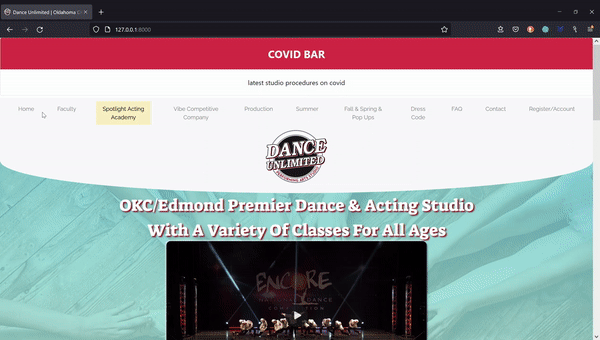 Dance Unlimited | Oklahoma C
127.0.0.1:8000
COVID BAR
latest studio procedures on covid
Home
Faculty
Spotlight Acting
Academy
Vibe Competitive
Company
Production
Summer
Fall & Spring &
Pop Ups
Dress
Code
FAQ
Contact
Register/Account
DANCE
UNLIMITED
PERFORMING ARTS STUDIO
OKC/Edmond Premier Dance & Acting Studio
With A Variety Of Classes For All Ages
ENCORE
DANCE